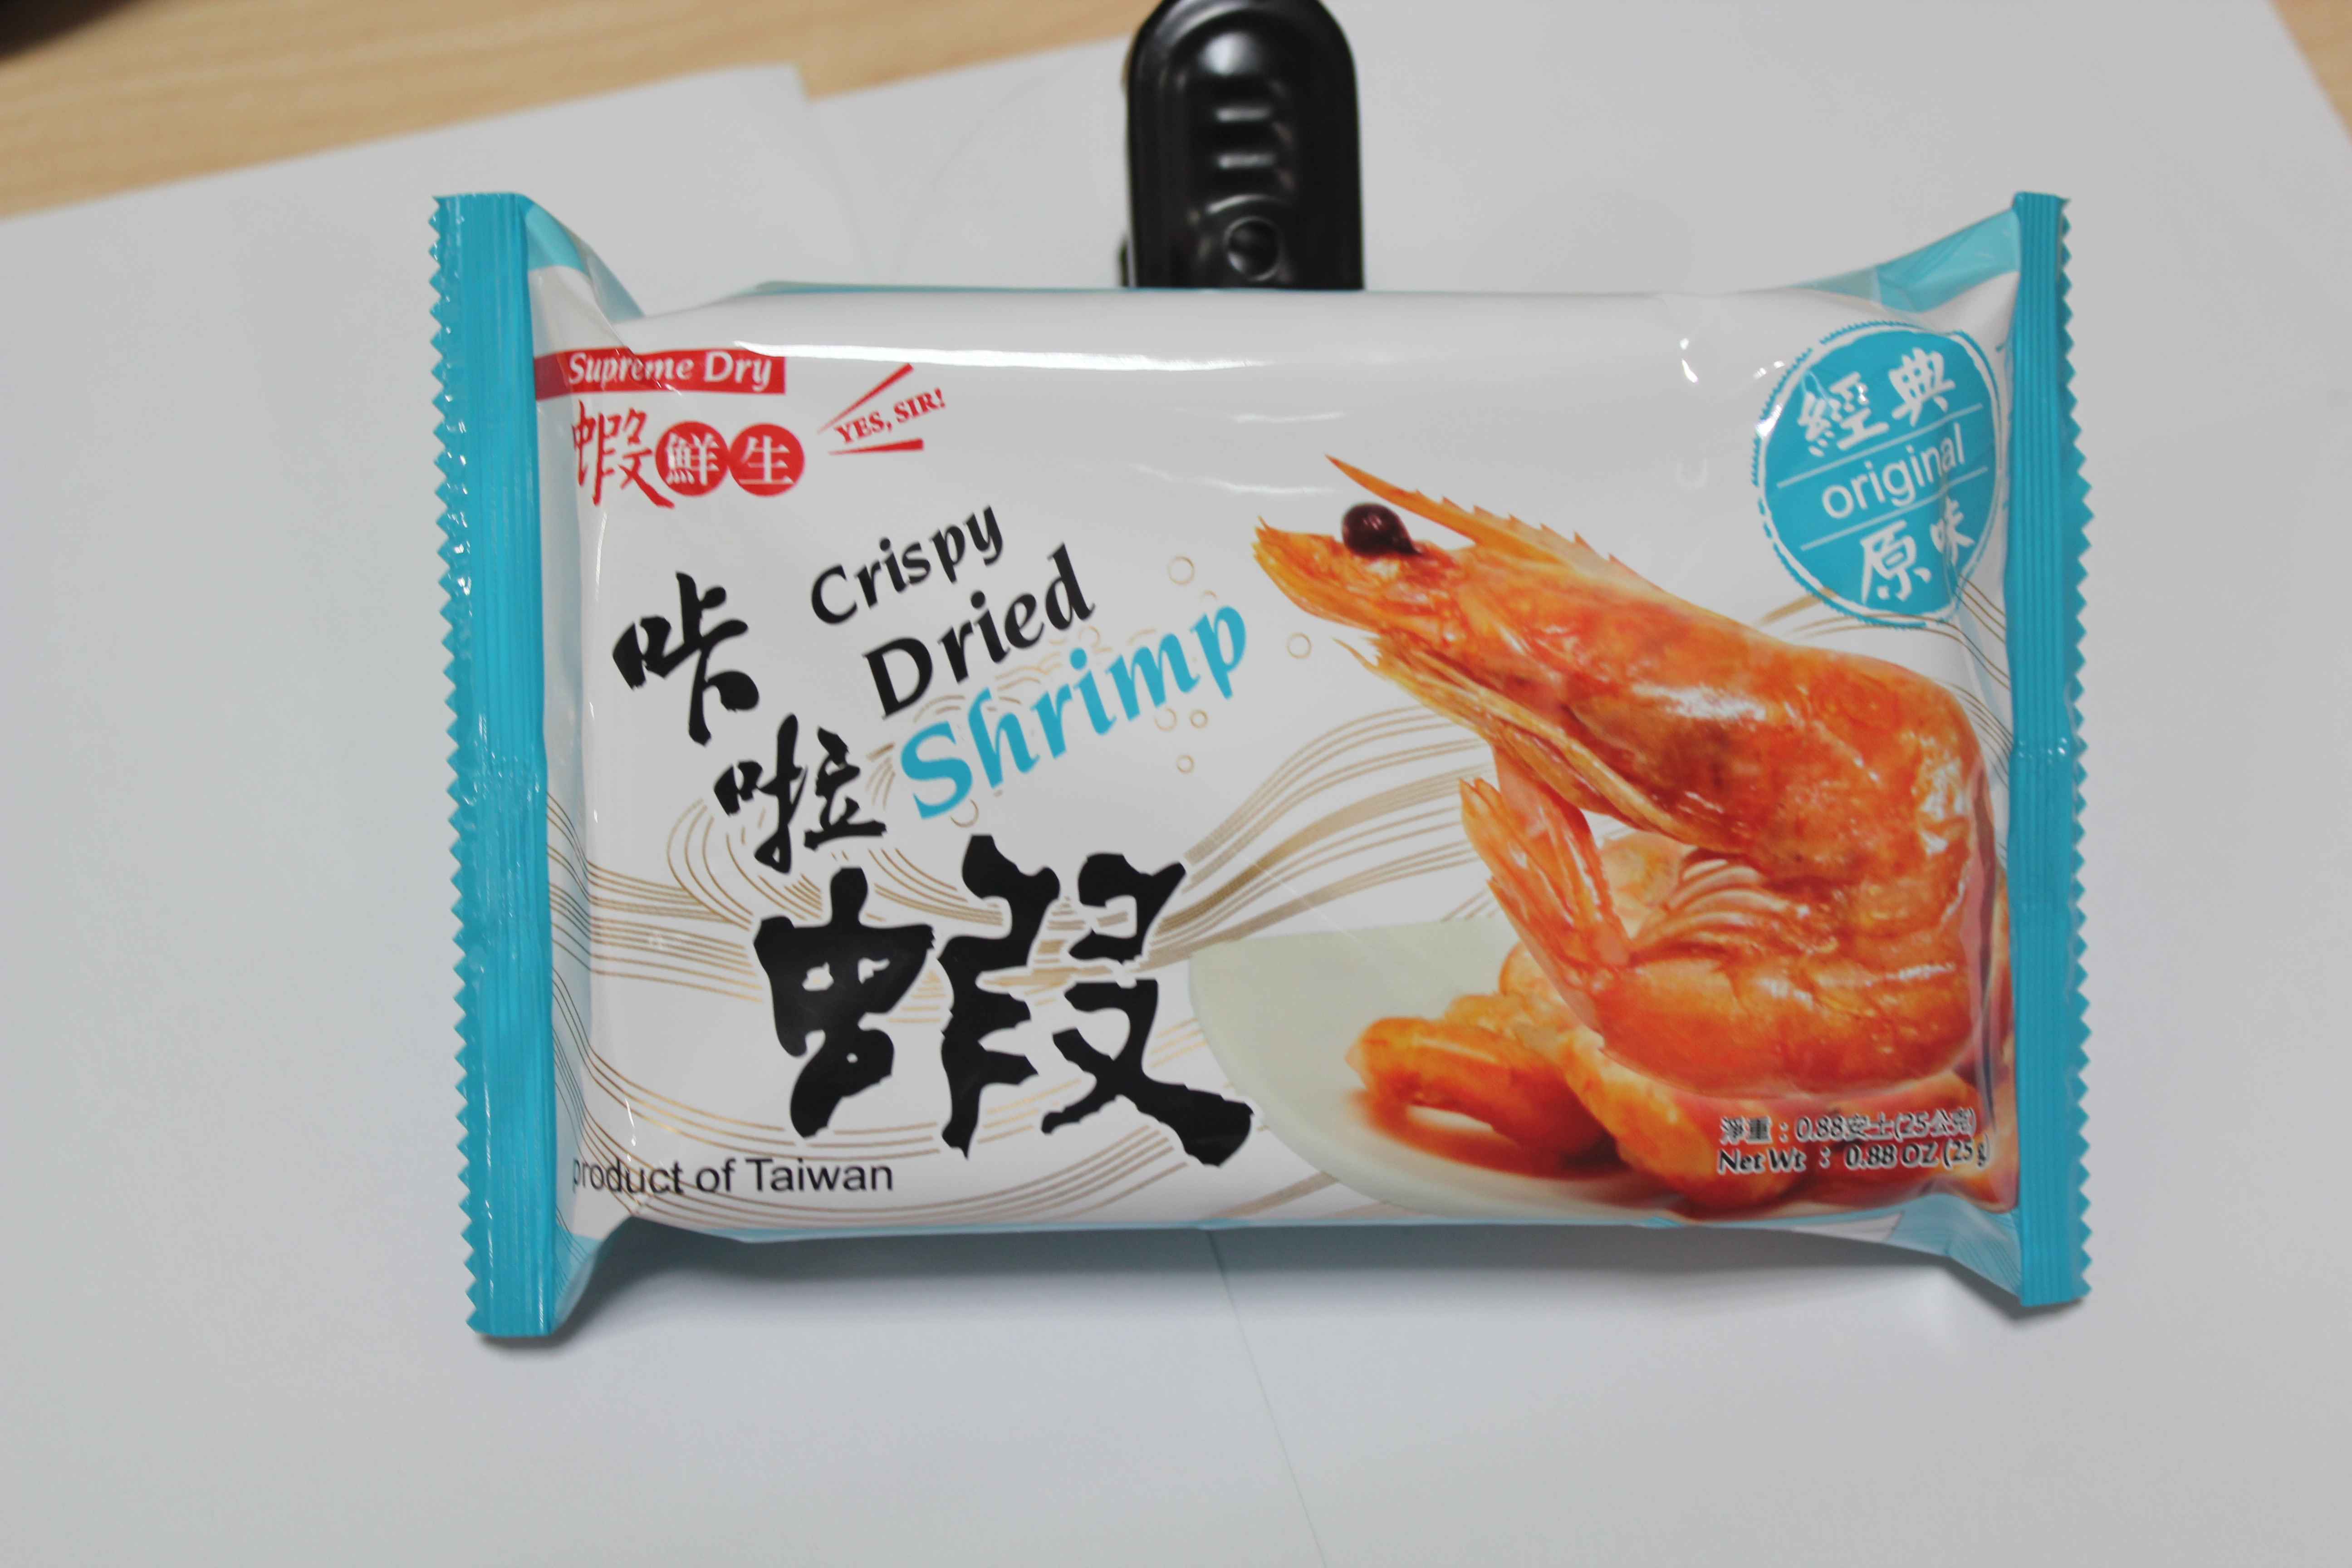 Supreme Dry
蝦鮮生
YES, SIR!
經典
original
原味
Crispy
Dried
Shrimp
咔
啦
蝦
product of Taiwan
淨重：0.88安士(25公克)
Net Wt : 0.88 OZ (25g)